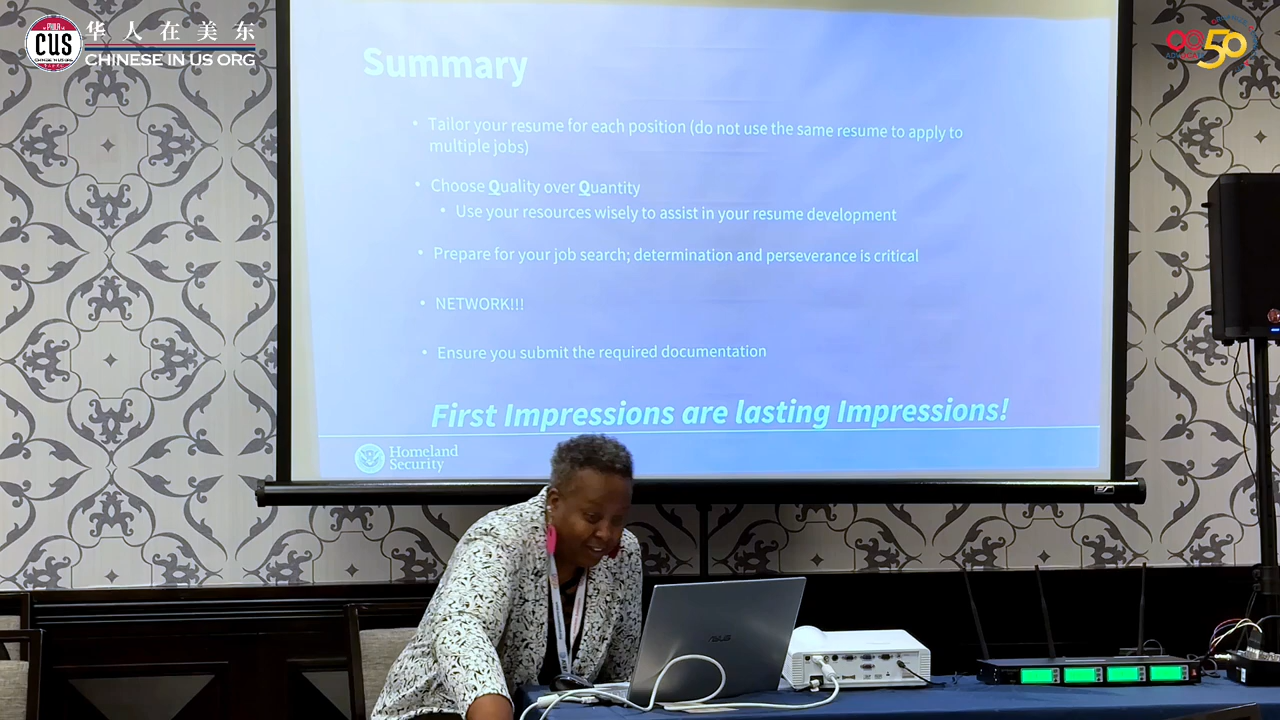 华人在美东
CUS
CHINESE IN US ORG
50
Summary
• Tailor your resume for each position (do not use the same resume to apply to
multiple jobs)
• Choose Quality over Quantity
• Use your resources wisely to assist in your resume development
• Prepare for your job search; determination and perseverance is critical
• NETWORK!!!
• Ensure you submit the required documentation
First Impressions are lasting Impressions!
Homeland
Security
ASUS